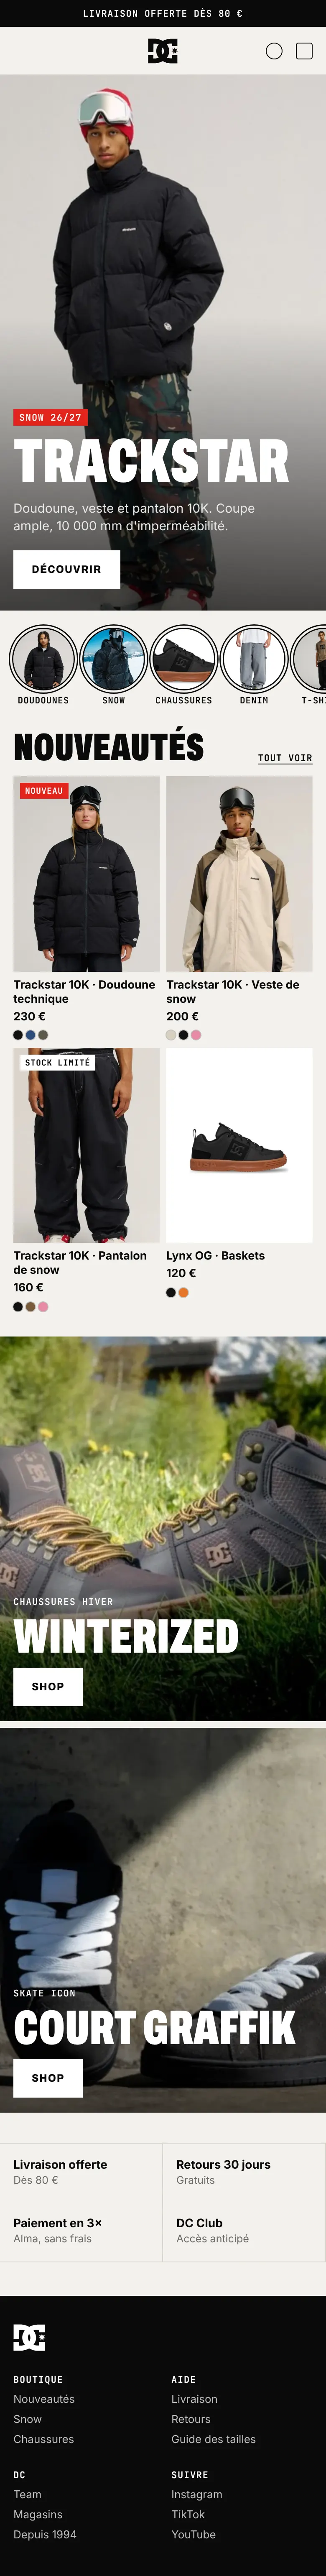 LIVRAISON OFFERTE DÈS 80 €
DC
SNOW 26/27
TRACKSTAR
Doudoune, veste et pantalon 10K. Coupe
ample, 10 000 mm d'imperméabilité.
DÉCOUVRIR
DOUDOUNES
SNOW
CHAUSSURES
DENIM
T-SHI
NOUVEAUTÉS
TOUT VOIR
NOUVEAU
Trackstar 10K · Doudoune
technique
230 €
Trackstar 10K · Veste de
snow
200 €
STOCK LIMITÉ
Trackstar 10K · Pantalon
de snow
160 €
Lynx OG · Baskets
120 €
CHAUSSURES HIVER
WINTERIZED
SHOP
SKATE ICON
COURT GRAFFIK
SHOP
Livraison offerte
Dès 80 €
Retours 30 jours
Gratuits
Paiement en 3×
Alma, sans frais
DC Club
Accès anticipé
DC
BOUTIQUE
Nouveautés
Snow
Chaussures
AIDE
Livraison
Retours
Guide des tailles
DC
Team
Magasins
Depuis 1994
SUIVRE
Instagram
TikTok
YouTube